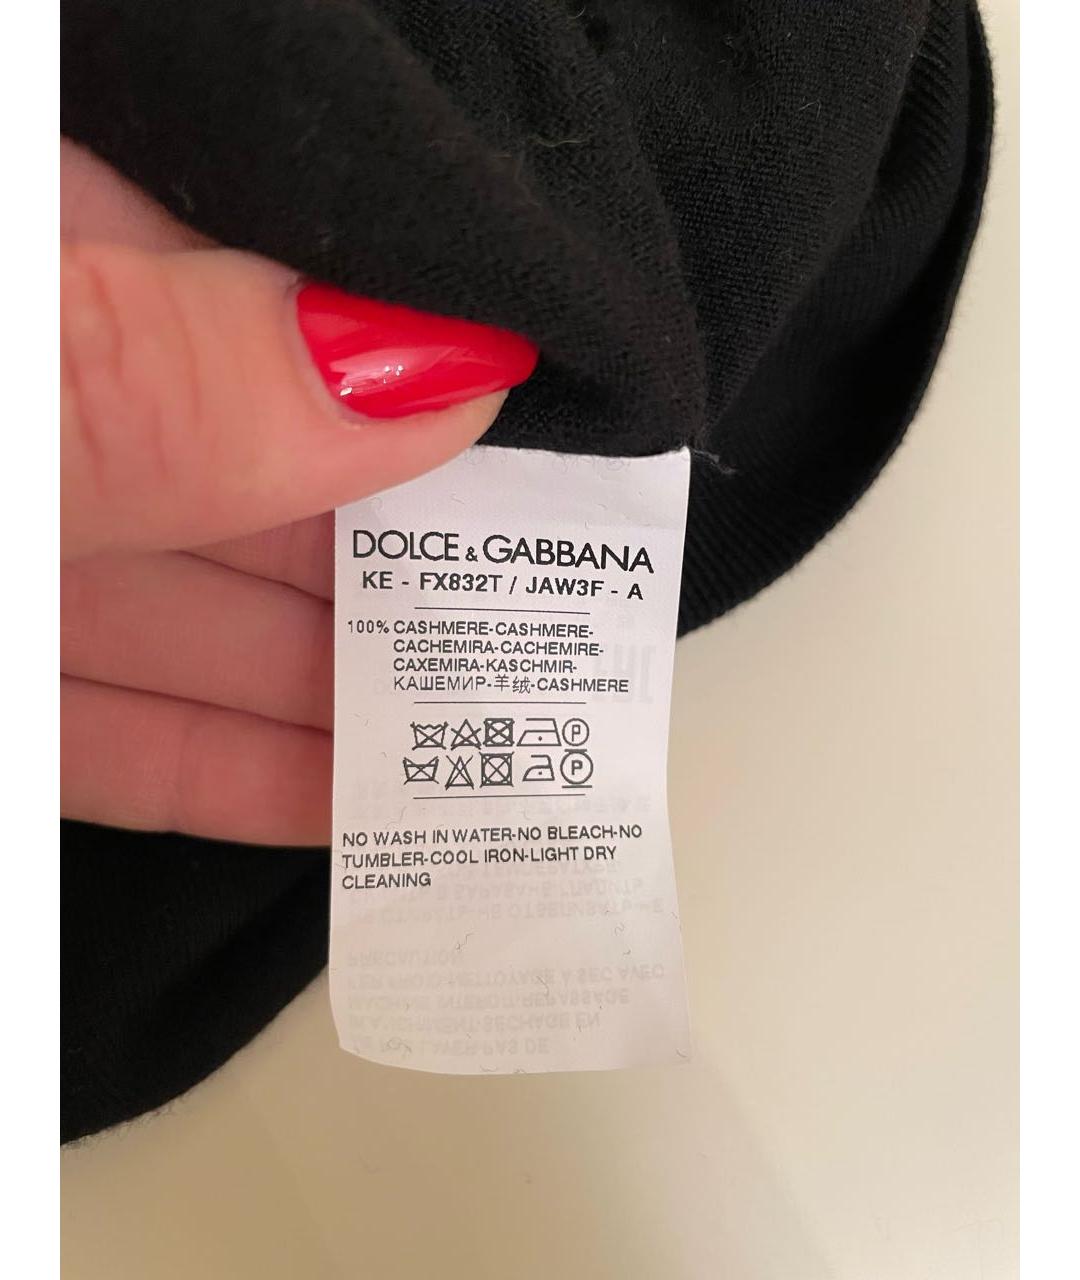 DOLCE & GABBANA
KE - FX832T / JAW3F - A
100% CASHMERE-CASHMERE-
CACHEMIRA-CACHEMIRE-
CAXEMIRA-KASCHMIR-
КАШЕМИР-羊绒-CASHMERE
P
P
NO WASH IN WATER-NO BLEACH-NO
TUMBLER-COOL IRON-LIGHT DRY
CLEANING